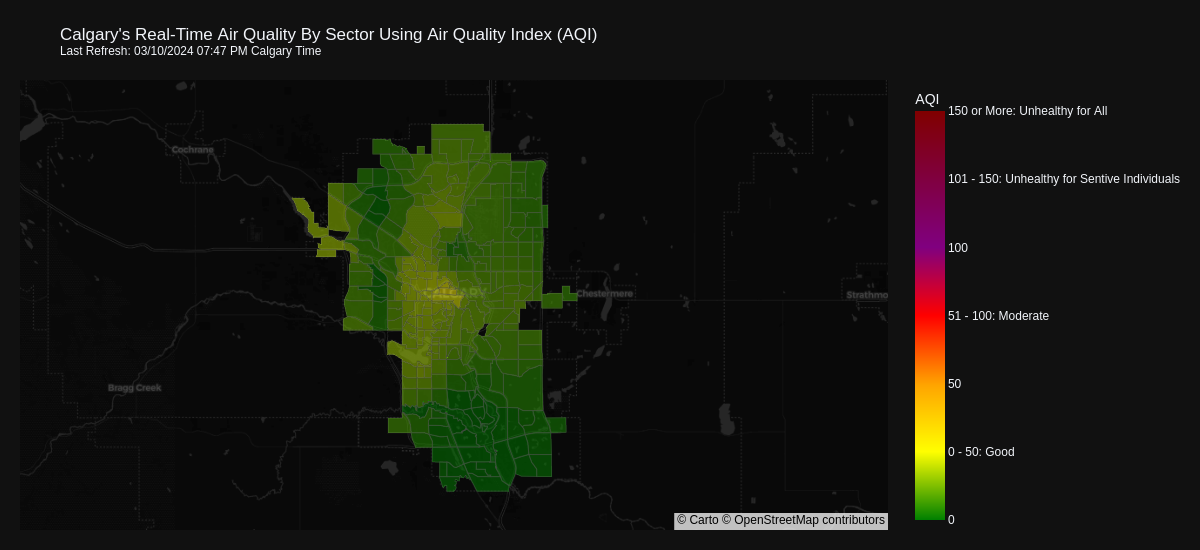 Calgary's Real-Time Air Quality By Sector Using Air Quality Index (AQI)
Last Refresh: 03/10/2024 07:47 PM Calgary Time
AQI
150 or More: Unhealthy for All
Cochrane
101 - 150: Unhealthy for Sentive Individuals
100
CALGARY
Chestermere
Strathmo
51 - 100: Moderate
50
Bragg Creek
0 - 50: Good
© Carto © OpenStreetMap contributors
0